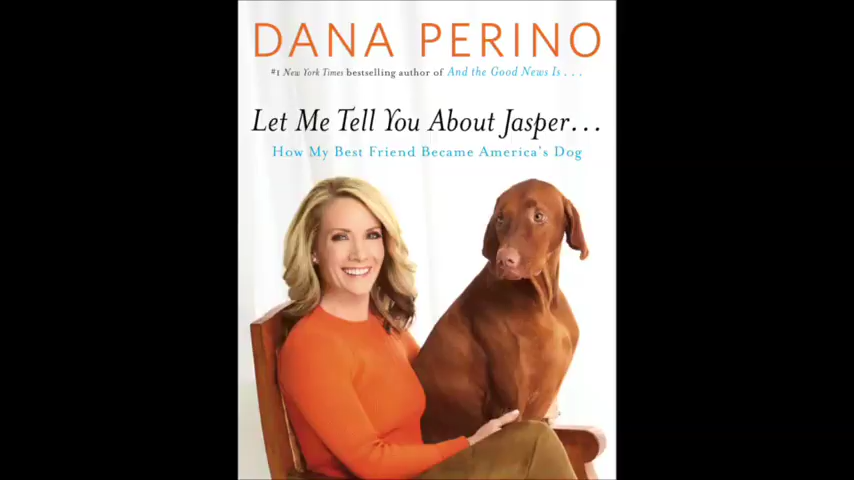 DANA PERINO
#1 New York Times bestselling author of And the Good News Is . . .
Let Me Tell You About Jasper...
How My Best Friend Became America's Dog